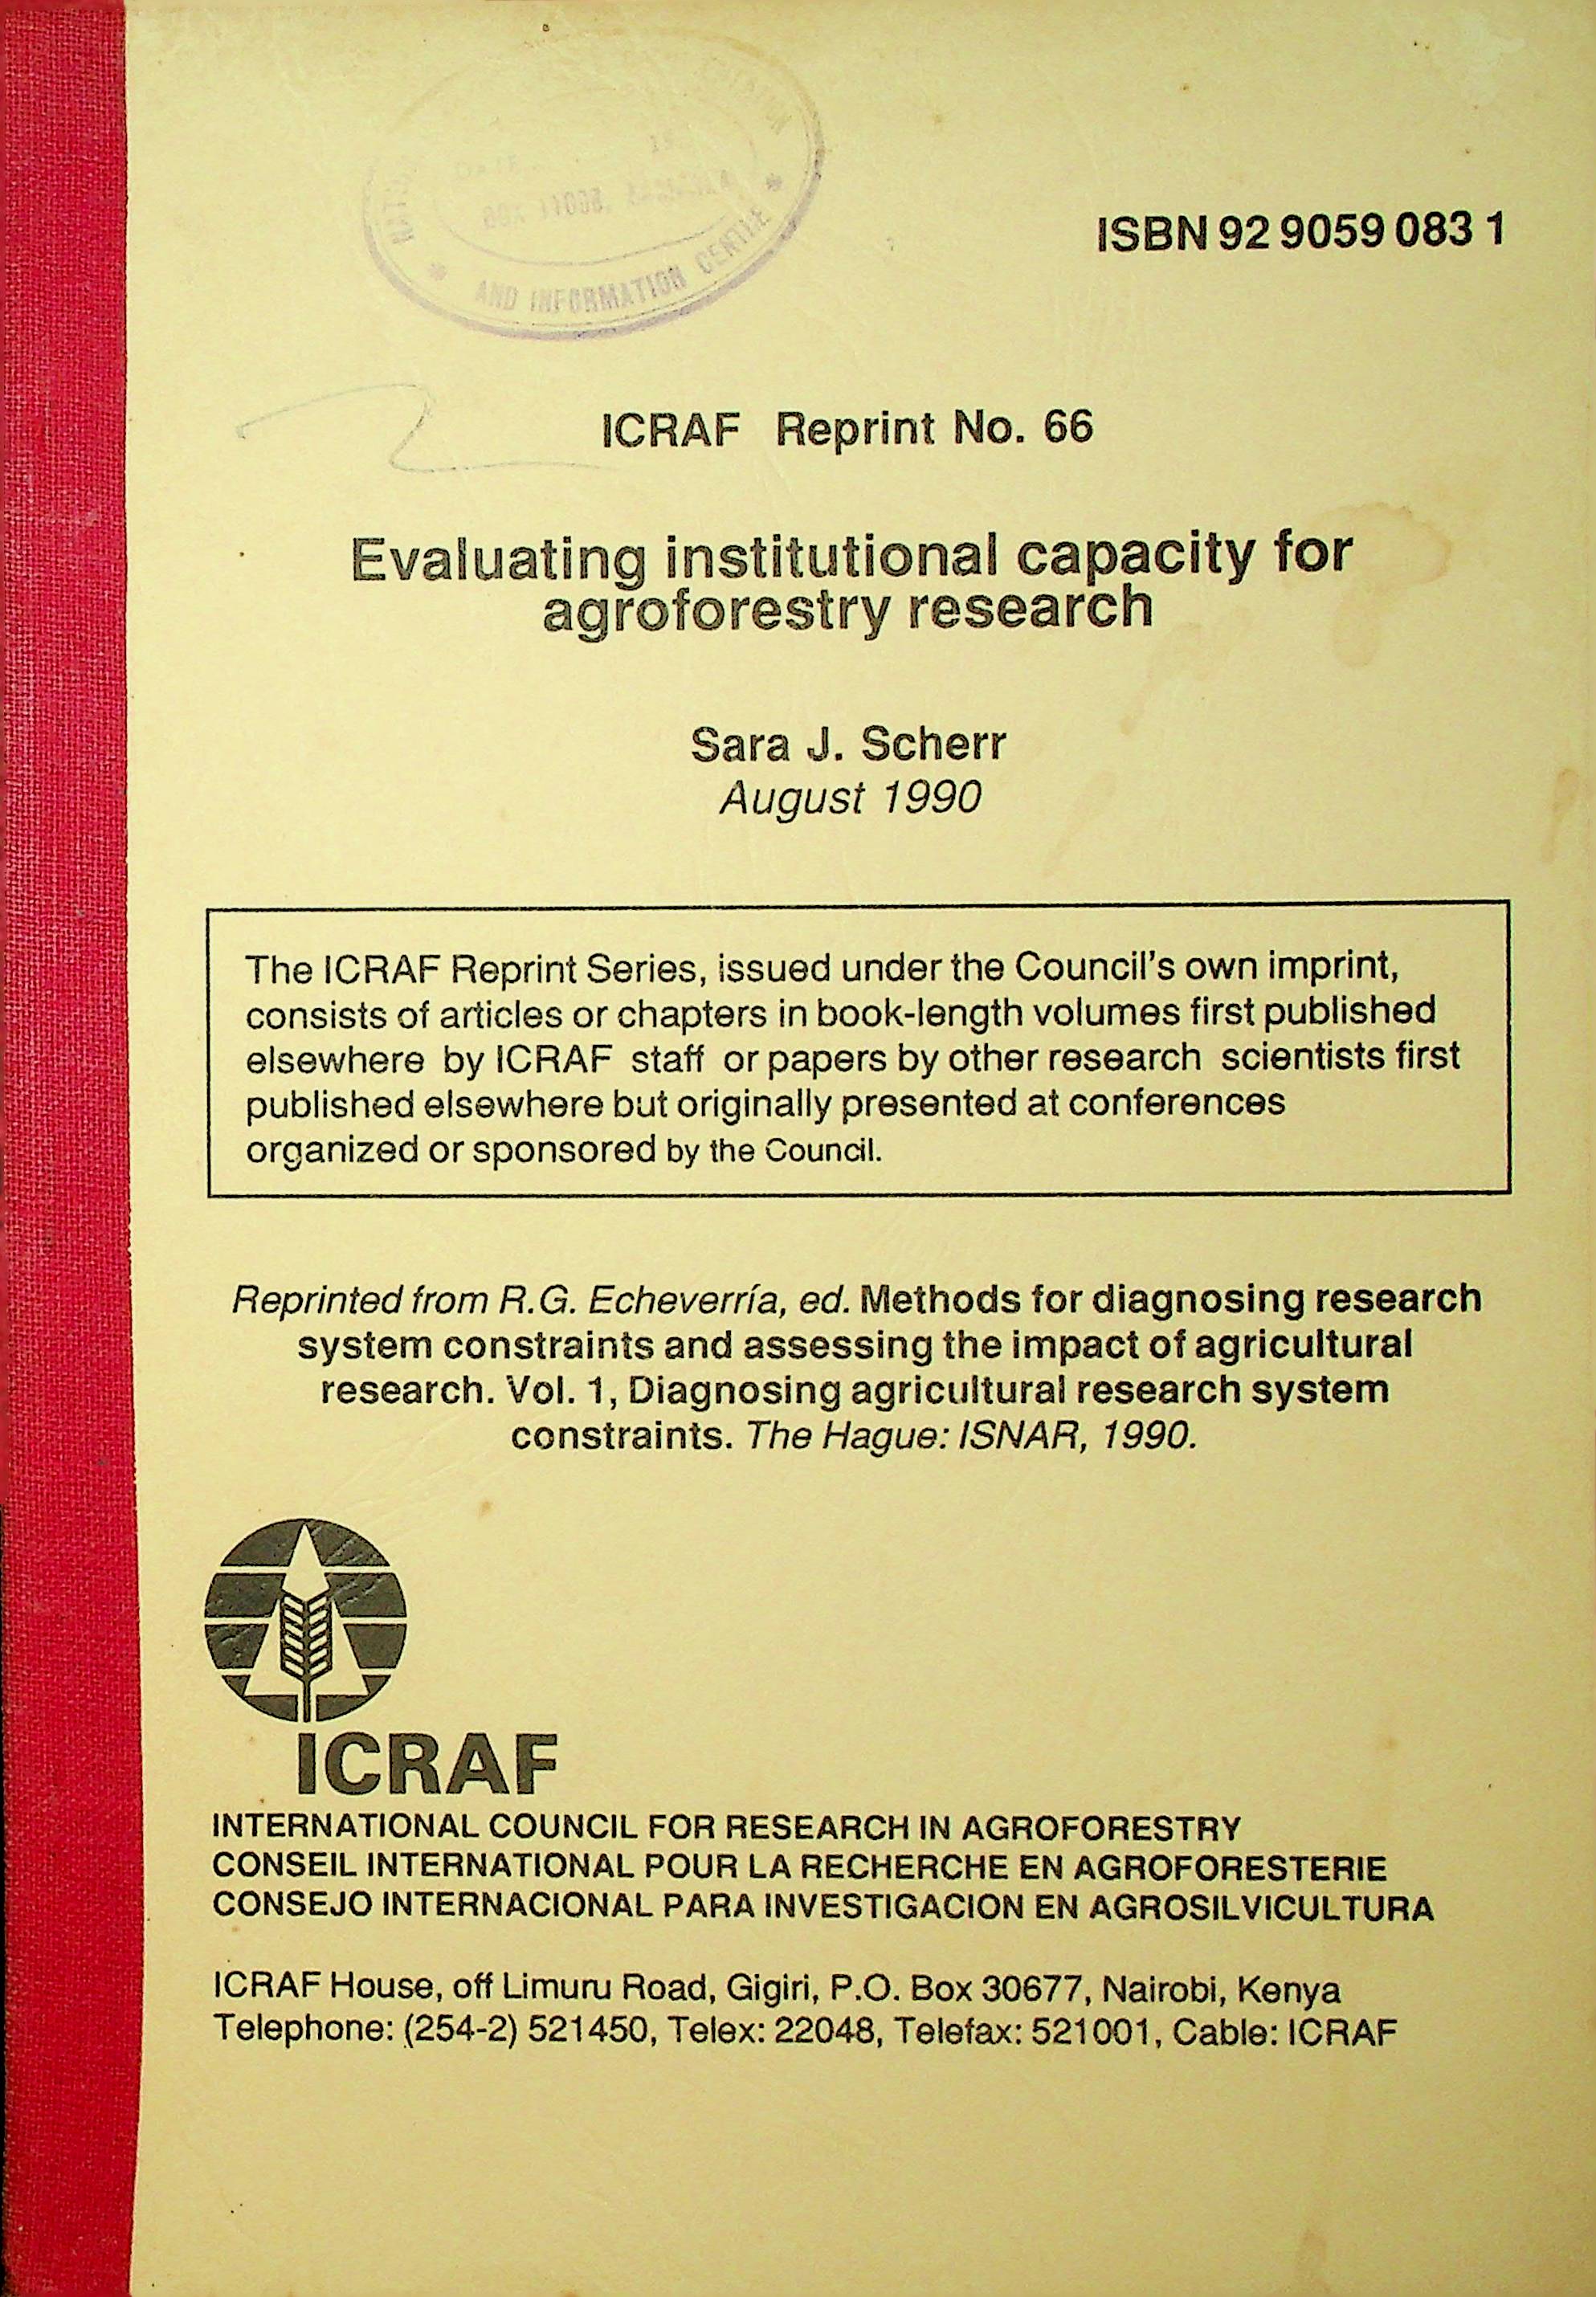 BOX 11008,
AND INFORMATION CENTRE
ISBN 92 9059 083 1
ICRAF Reprint No. 66
Evaluating institutional capacity for
agroforestry research
Sara J. Scherr
August 1990
The ICRAF Reprint Series, issued under the Council's own imprint,
consists of articles or chapters in book-length volumes first published
elsewhere by ICRAF staff or papers by other research scientists first
published elsewhere but originally presented at conferences
organized or sponsored by the Council.
Reprinted from R.G. Echeverría, ed. Methods for diagnosing research
system constraints and assessing the impact of agricultural
research. Vol. 1, Diagnosing agricultural research system
constraints. The Hague: ISNAR, 1990.
ICRAF
INTERNATIONAL COUNCIL FOR RESEARCH IN AGROFORESTRY
CONSEIL INTERNATIONAL POUR LA RECHERCHE EN AGROFORESTERIE
CONSEJO INTERNACIONAL PARA INVESTIGACION EN AGROSILVICULTURA
ICRAF House, off Limuru Road, Gigiri, P.O. Box 30677, Nairobi, Kenya
Telephone: (254-2) 521450, Telex: 22048, Telefax: 521001, Cable: ICRAF